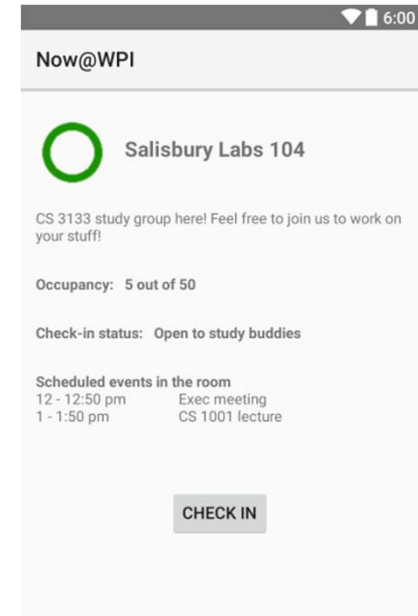 6:00
Now@WPI
Salisbury Labs 104
CS 3133 study group here! Feel free to join us to work on
your stuff!
Occupancy: 5 out of 50
Check-in status: Open to study buddies
Scheduled events in the room
12 - 12:50 pm Exec meeting
1 - 1:50 pm CS 1001 lecture
CHECK IN